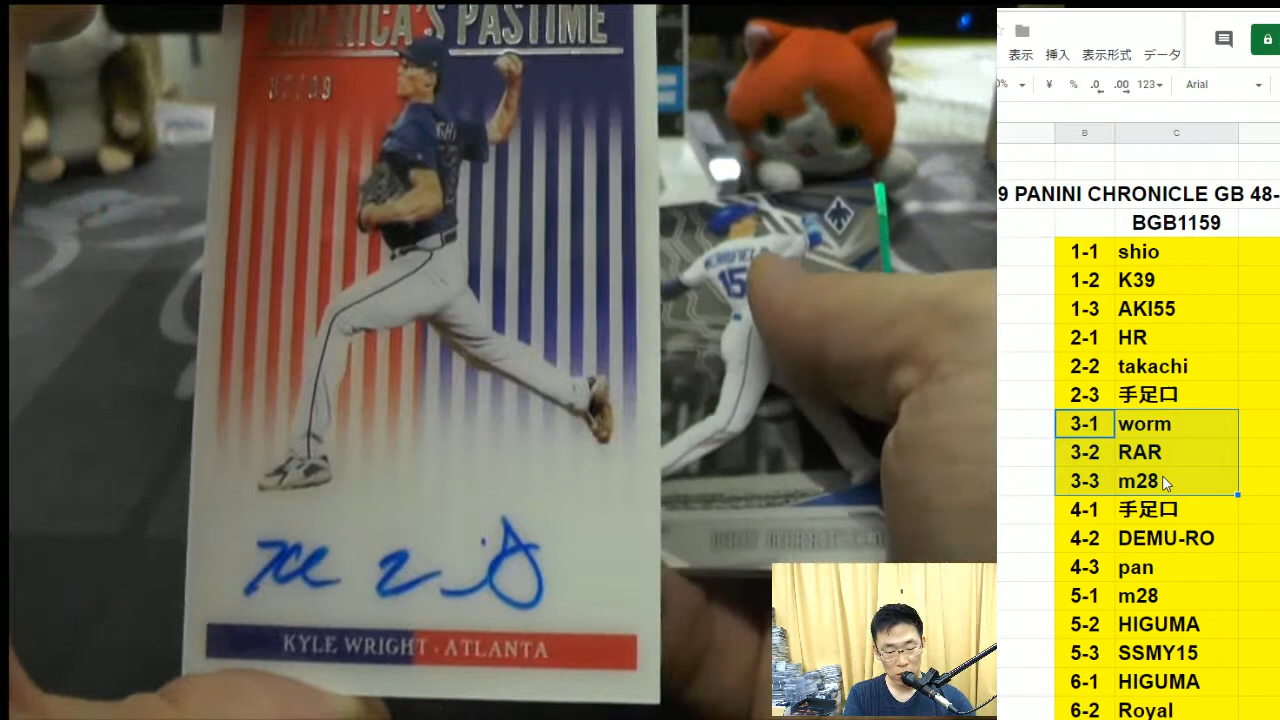 AMERICA'S PASTIME
KYLE WRIGHT · ATLANTA
15
表示 挿入 表示形式 データ
% ¥ % .0 .00 123 Arial
B C
9 PANINI CHRONICLE GB 48-
BGB1159
1-1 shio
1-2 K39
1-3 AKI55
2-1 HR
2-2 takachi
2-3 手足口
3-1 worm
3-2 RAR
3-3 m28
4-1 手足口
4-2 DEMU-RO
4-3 pan
5-1 m28
5-2 HIGUMA
5-3 SSMY15
6-1 HIGUMA
6-2 Royal